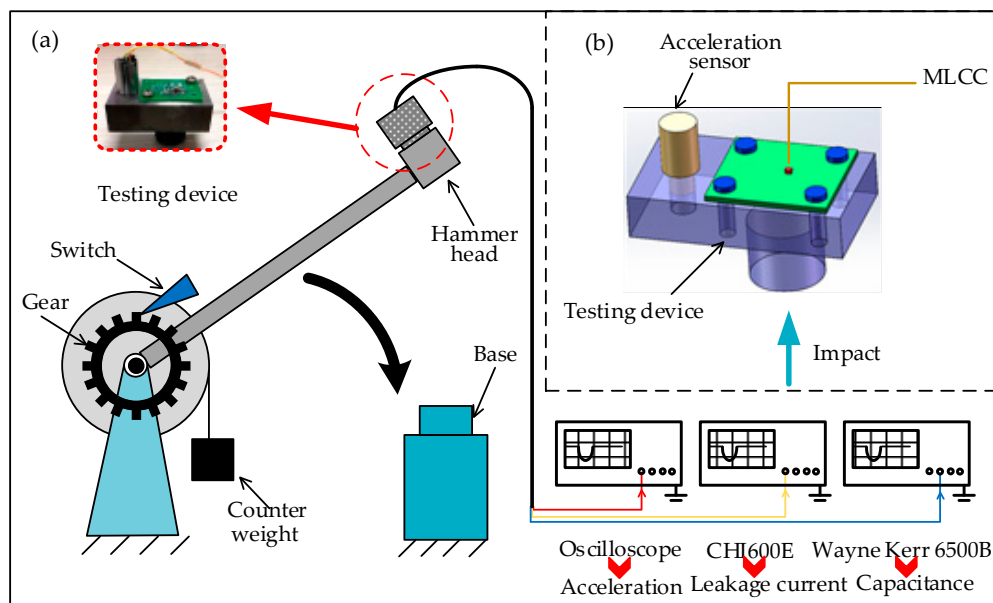 (a)
Testing device
Switch
Gear
Hammer
head
Base
Counter
weight
(b)
Acceleration
sensor
MLCC
Testing device
Impact
Oscilloscope
CHI600E
Wayne Kerr 6500B
Acceleration
Leakage current
Capacitance